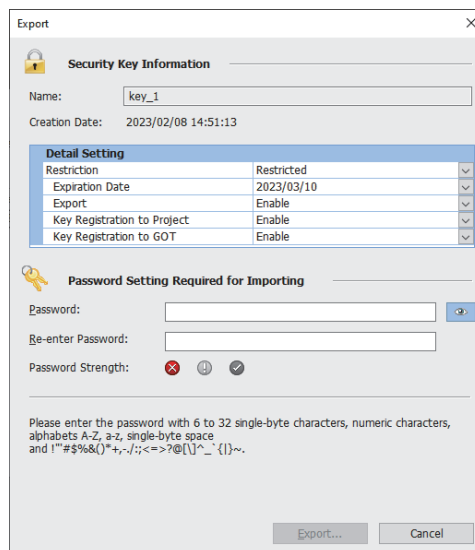 Export
Security Key Information
Name: key_1
Creation Date: 2023/02/08 14:51:13
Detail Setting
Restriction Restricted
Expiration Date 2023/03/10
Export Enable
Key Registration to Project Enable
Key Registration to GOT Enable
Password Setting Required for Importing
Password:
Re-enter Password:
Password Strength:
Please enter the password with 6 to 32 single-byte characters, numeric characters,
alphabets A-Z, a-z, single-byte space
and !"'#$%&()*+,-./:;<=>?@[\]^_`{|}~.
Export... Cancel